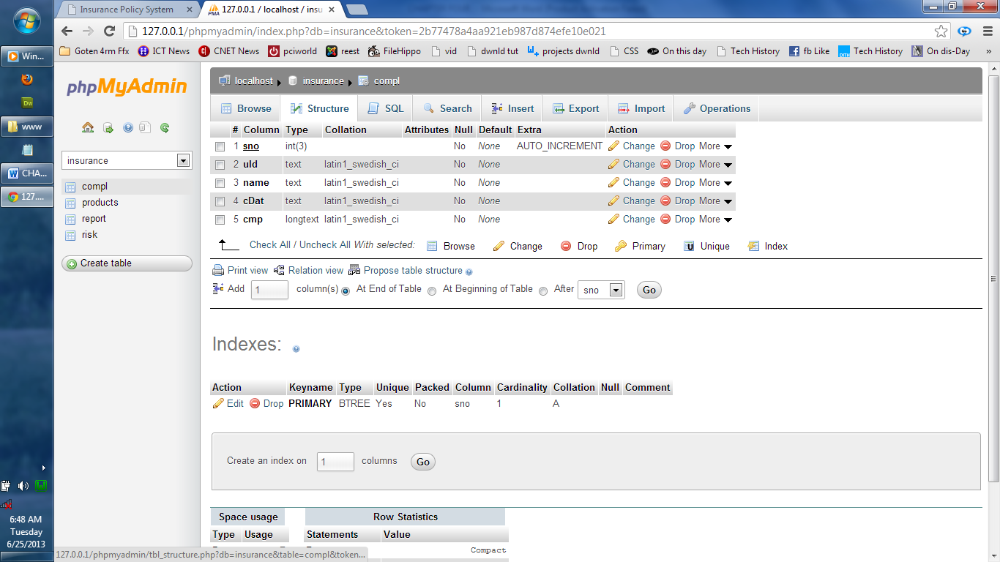 Insurance Policy System
127.0.0.1 / localhost / insu
127.0.0.1/phpmyadmin/index.php?db=insurance&token=2b77478a4aa921eb987d874efe10e021
Goten 4rm Ffx ICT News CNET News pciworld reest FileHippo vid dwnld tut projects dwnld CSS On this day Tech History fb Like Tech History On dis-Day »
Win...
Dw
www
CHA...
127....
6:48 AM
Tuesday
6/25/2013
phpMyAdmin
insurance
compl
products
report
risk
Create table
localhost insurance compl
Browse Structure SQL Search Insert Export Import Operations
# Column Type Collation Attributes Null Default Extra Action
1 sno int(3) No None AUTO_INCREMENT Change Drop More
2 uId text latin1_swedish_ci No None Change Drop More
3 name text latin1_swedish_ci No None Change Drop More
4 cDat text latin1_swedish_ci No None Change Drop More
5 cmp longtext latin1_swedish_ci No None Change Drop More
Check All / Uncheck All With selected: Browse Change Drop Primary Unique Index
Print view Relation view Propose table structure
Add 1 column(s) At End of Table At Beginning of Table After sno Go
Indexes:
Action Keyname Type Unique Packed Column Cardinality Collation Null Comment
Edit Drop PRIMARY BTREE Yes No sno 1 A
Create an index on 1 columns Go
Space usage Row Statistics
Type Usage Statements Value
Compact
127.0.0.1/phpmyadmin/tbl_structure.php?db=insurance&table=compl&token...